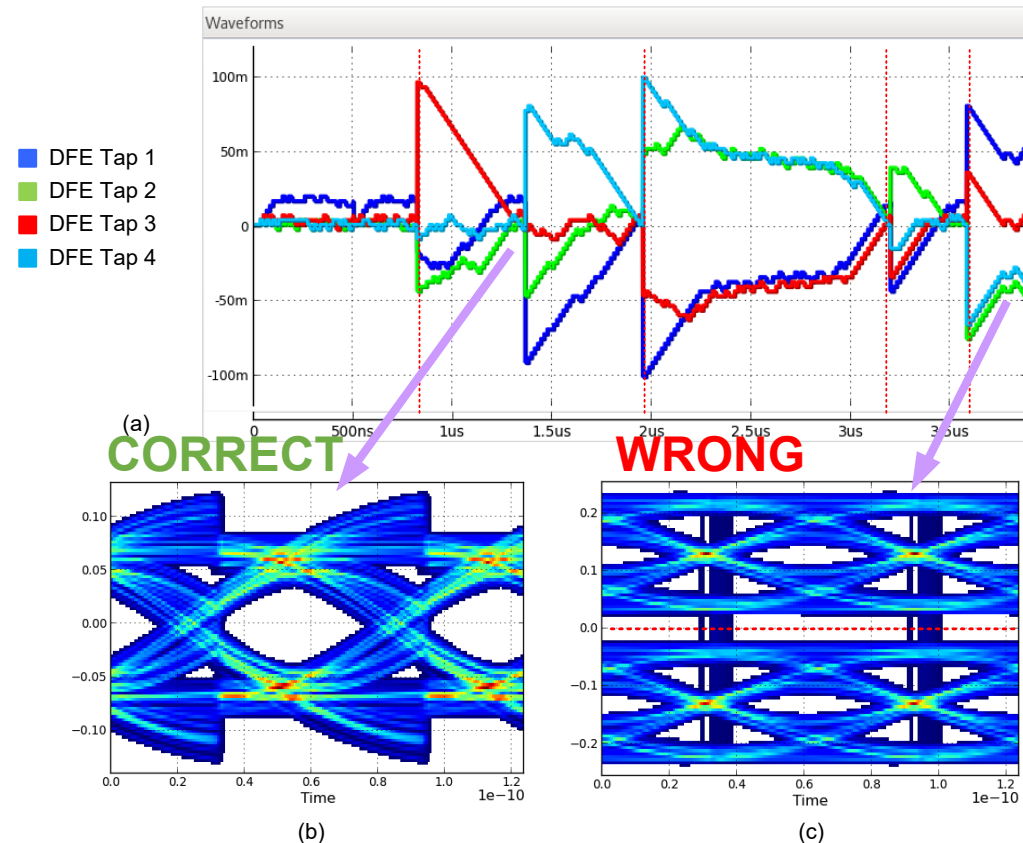 Waveforms
100m
50m
0
-50m
-100m
DFE Tap 1
DFE Tap 2
DFE Tap 3
DFE Tap 4
0 500ns 1us 1.5us 2us 2.5us 3us 3.5us
(a)
CORRECT
WRONG
0.10
0.05
0.00
−0.05
−0.10
0.0 0.2 0.4 0.6 0.8 1.0 1.2
Time
1e−10
(b)
0.2
0.1
0.0
−0.1
−0.2
0.0 0.2 0.4 0.6 0.8 1.0 1.2
Time
1e−10
(c)